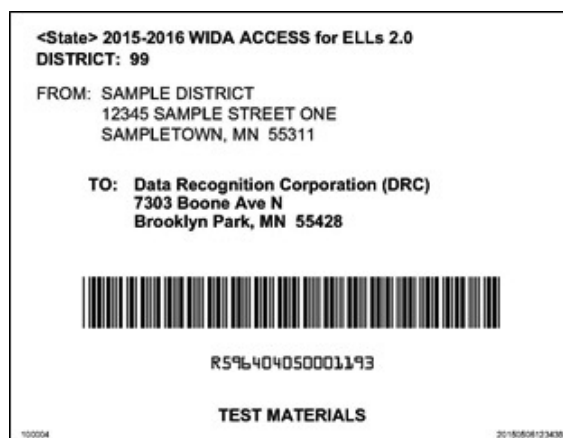 <State> 2015-2016 WIDA ACCESS for ELLs 2.0
DISTRICT: 99
FROM: SAMPLE DISTRICT
12345 SAMPLE STREET ONE
SAMPLETOWN, MN 55311
TO: Data Recognition Corporation (DRC)
7303 Boone Ave N
Brooklyn Park, MN 55428
R596404050001193
TEST MATERIALS
100004